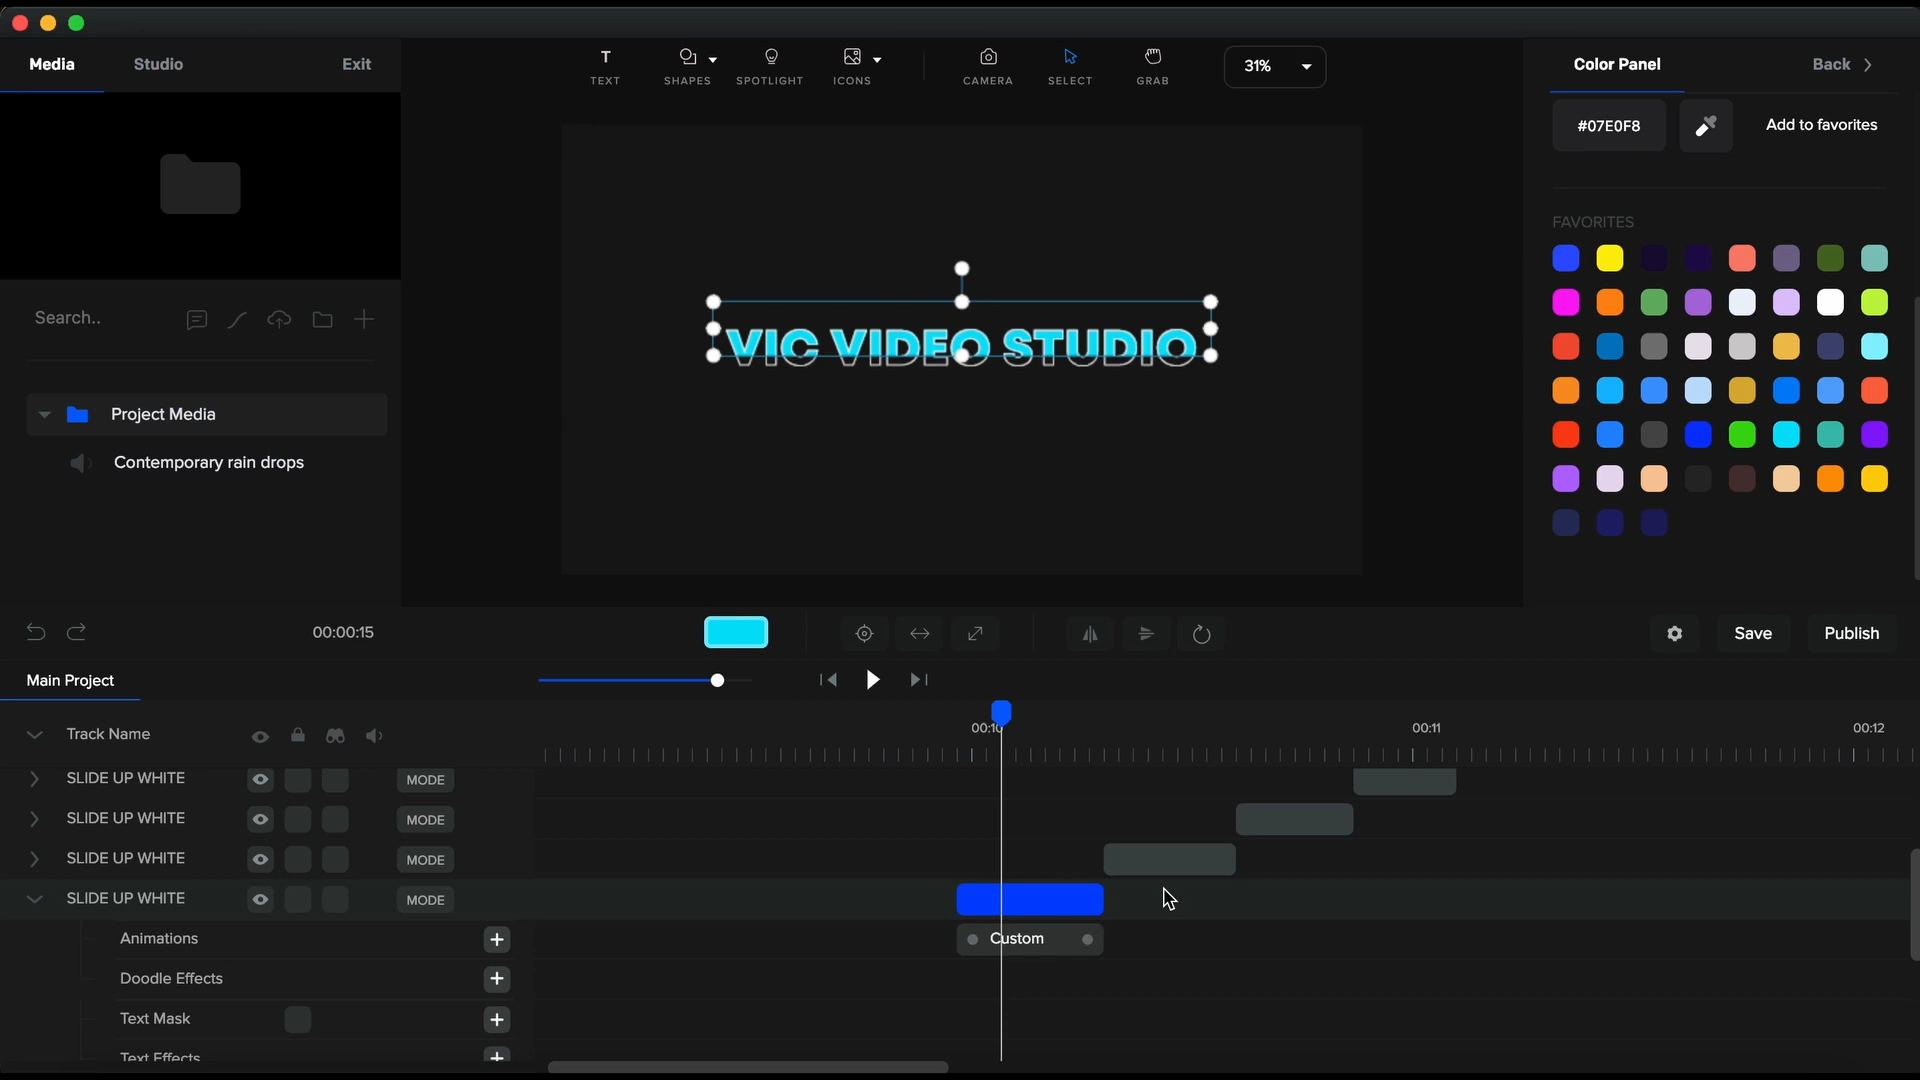 Media
Studio
Exit
TEXT
SHAPES
SPOTLIGHT
ICONS
CAMERA
SELECT
GRAB
31%
Color Panel
Back
#07E0F8
Add to favorites
FAVORITES
Search..
Project Media
Contemporary rain drops
VIC VIDEO STUDIO
00:00:15
Save
Publish
Main Project
Track Name
00:10
00:11
00:12
SLIDE UP WHITE
MODE
SLIDE UP WHITE
MODE
SLIDE UP WHITE
MODE
SLIDE UP WHITE
MODE
Animations
Custom
Doodle Effects
Text Mask
Text Effects